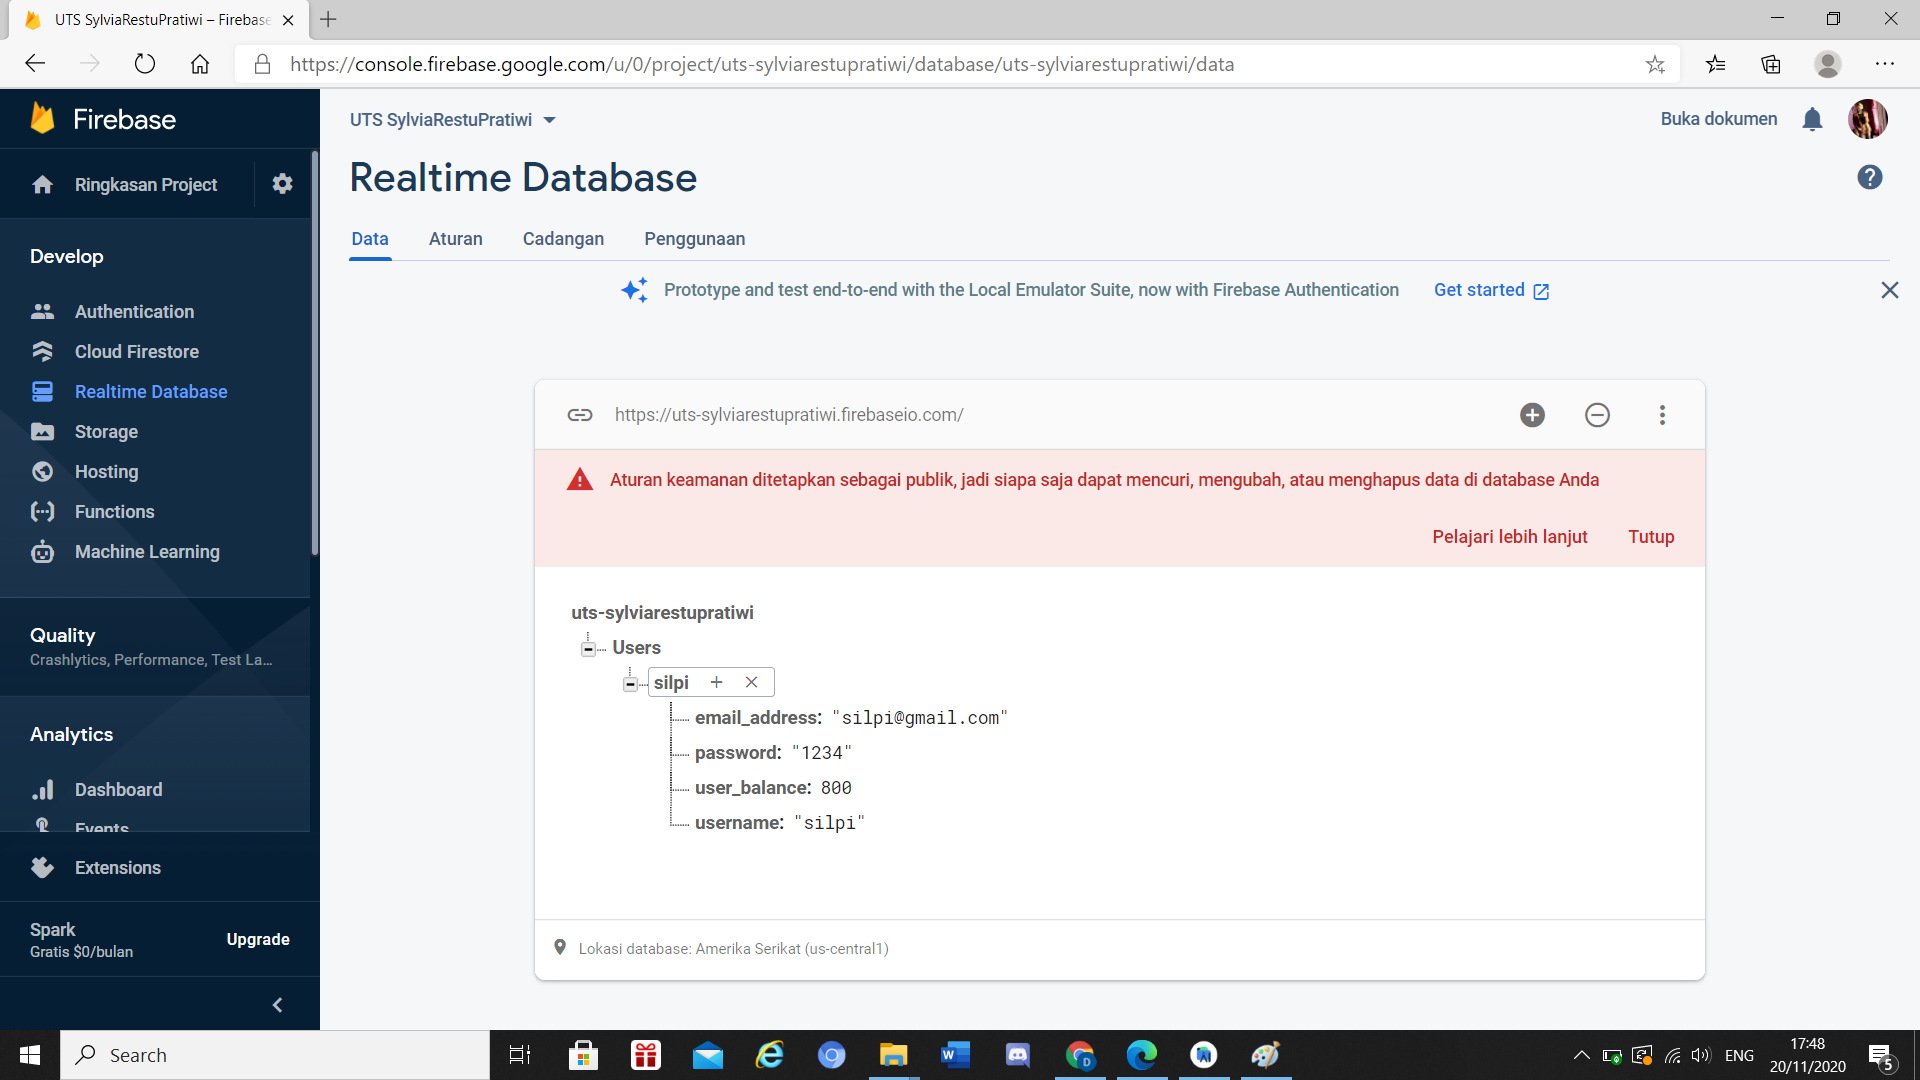 UTS SylviaRestuPratiwi – Firebase
https://console.firebase.google.com/u/0/project/uts-sylviarestupratiwi/database/uts-sylviarestupratiwi/data
Firebase
UTS SylviaRestuPratiwi
Buka dokumen
Ringkasan Project
Realtime Database
Data Aturan Cadangan Penggunaan
Prototype and test end-to-end with the Local Emulator Suite, now with Firebase Authentication Get started
Develop
Authentication
Cloud Firestore
Realtime Database
Storage
Hosting
Functions
Machine Learning
Quality
Crashlytics, Performance, Test La...
Analytics
Dashboard
Events
Extensions
Spark
Gratis $0/bulan
Upgrade
https://uts-sylviarestupratiwi.firebaseio.com/
Aturan keamanan ditetapkan sebagai publik, jadi siapa saja dapat mencuri, mengubah, atau menghapus data di database Anda
Pelajari lebih lanjut Tutup
uts-sylviarestupratiwi
Users
silpi
email_address: "silpi@gmail.com"
password: "1234"
user_balance: 800
username: "silpi"
Lokasi database: Amerika Serikat (us-central1)
Search
ENG
17:48
20/11/2020
5